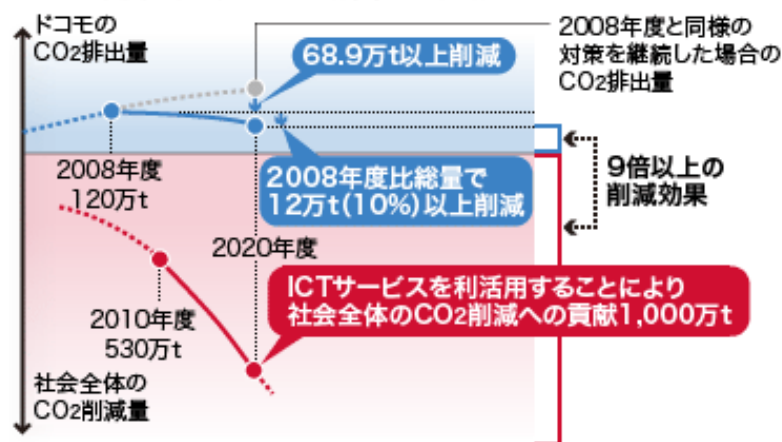 ドコモの
CO2排出量
68.9万t以上削減
2008年度と同様の
対策を継続した場合の
CO2排出量
2008年度
120万t
2008年度比総量で
12万t(10%)以上削減
9倍以上の
削減効果
2020年度
ICTサービスを利活用することにより
社会全体のCO2削減への貢献1,000万t
2010年度
530万t
社会全体の
CO2削減量